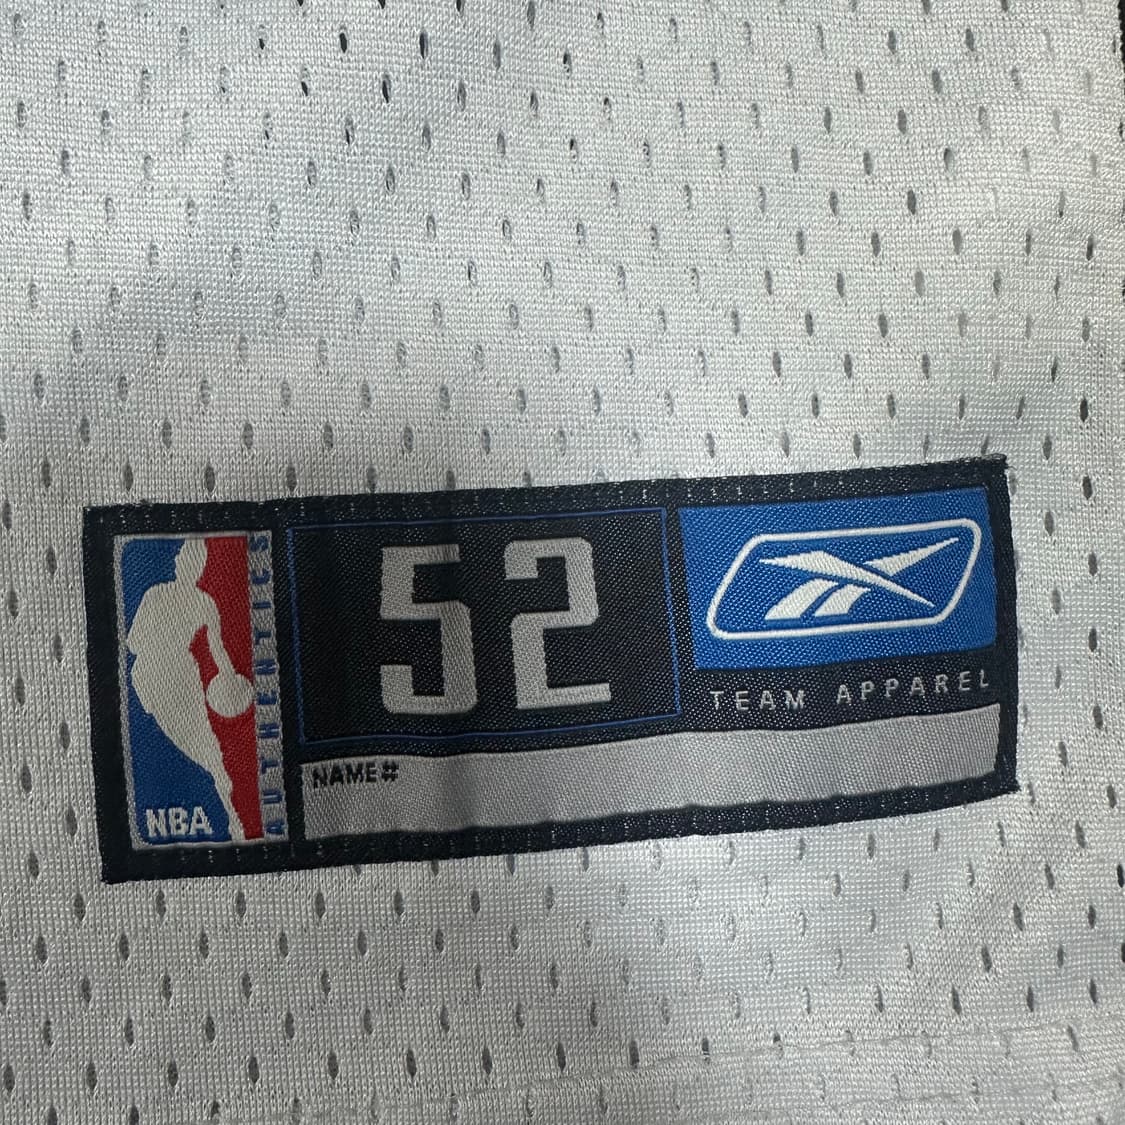 NBA
AUTHENTICS
52
TEAM APPAREL
NAME#